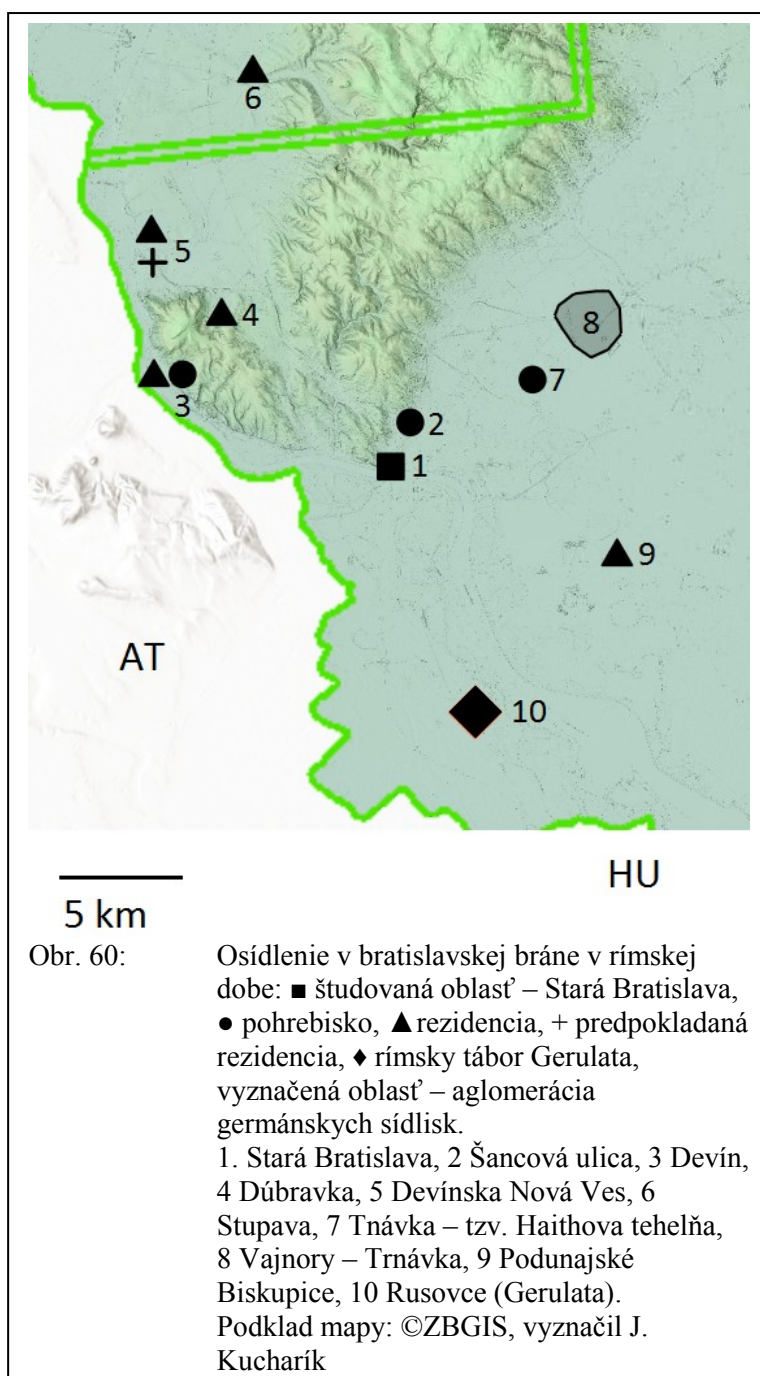 6
5
4
8
3
7
2
1
9
AT
10
HU
5 km
Obr. 60: Osídlenie v bratislavskej bráne v rímskej
dobe: ■ študovaná oblasť – Stará Bratislava,
● pohrebisko, ▲ rezidencia, + predpokladaná
rezidencia, ♦ rímsky tábor Gerulata,
vyznačená oblasť – aglomerácia
germánskych sídlisk.
1. Stará Bratislava, 2 Šancová ulica, 3 Devín,
4 Dúbravka, 5 Devínska Nová Ves, 6
Stupava, 7 Tnávka – tzv. Haithova tehelňa,
8 Vajnory – Trnávka, 9 Podunajské
Biskupice, 10 Rusovce (Gerulata).
Podklad mapy: ©ZBGIS, vyznačil J.
Kucharík